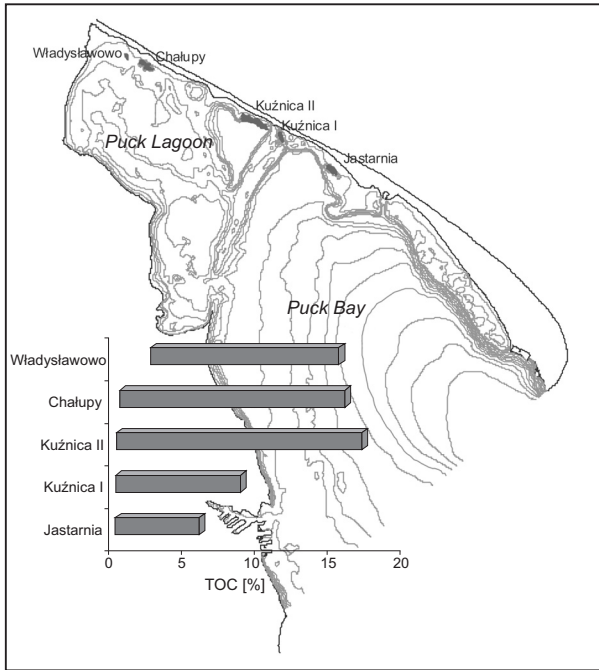 Władysławowo
Chałupy
Kuźnica II
Kuźnica I
Puck Lagoon
Jastarnia
Puck Bay
Władysławowo
Chałupy
Kuźnica II
Kuźnica I
Jastarnia
0 5 10 15 20
TOC [%]